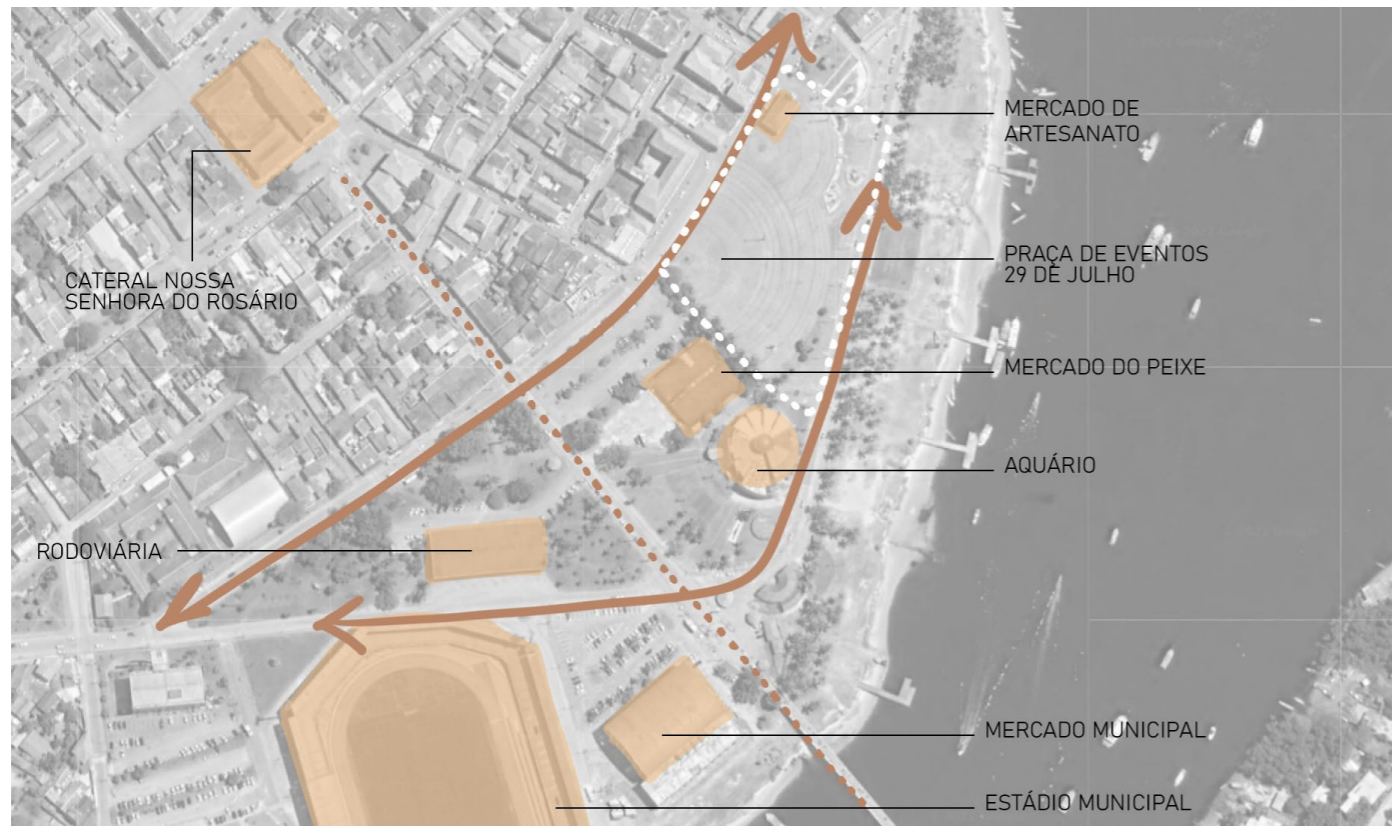 MERCADO DE
ARTESANATO
PRAÇA DE EVENTOS
29 DE JULHO
CATERAL NOSSA
SENHORA DO ROSÁRIO
MERCADO DO PEIXE
AQUÁRIO
RODOVIÁRIA
MERCADO MUNICIPAL
ESTÁDIO MUNICIPAL